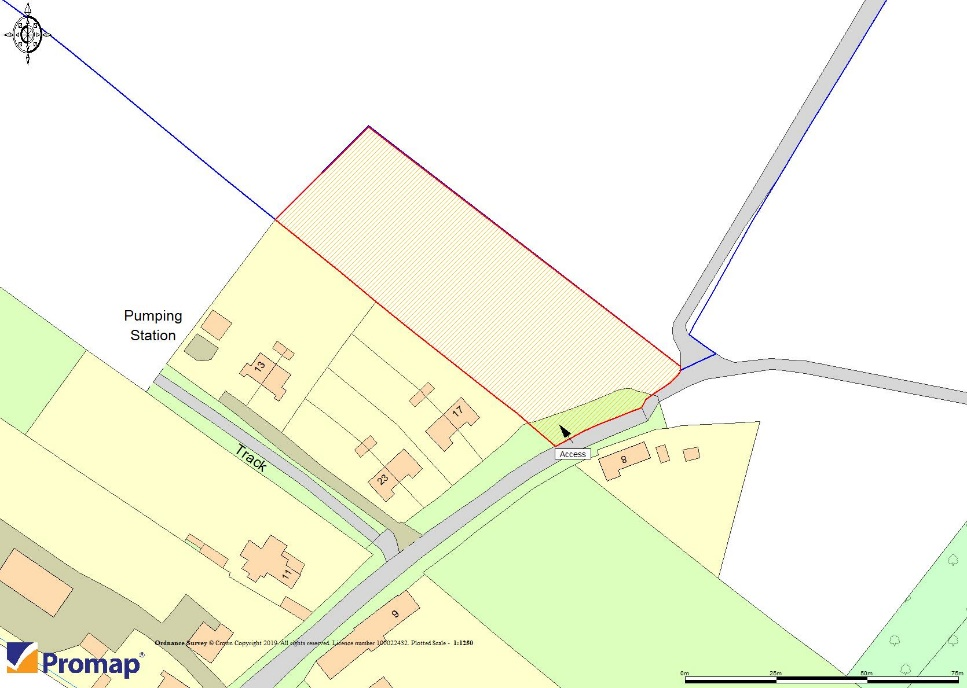 Pumping
Station
13
17
23
Track
Access
8
11
9
Ordnance Survey © Crown Copyright 2019. All rights reserved. Licence number 100022432. Plotted Scale - 1:1250
Promap®
0m 25m 50m 75m